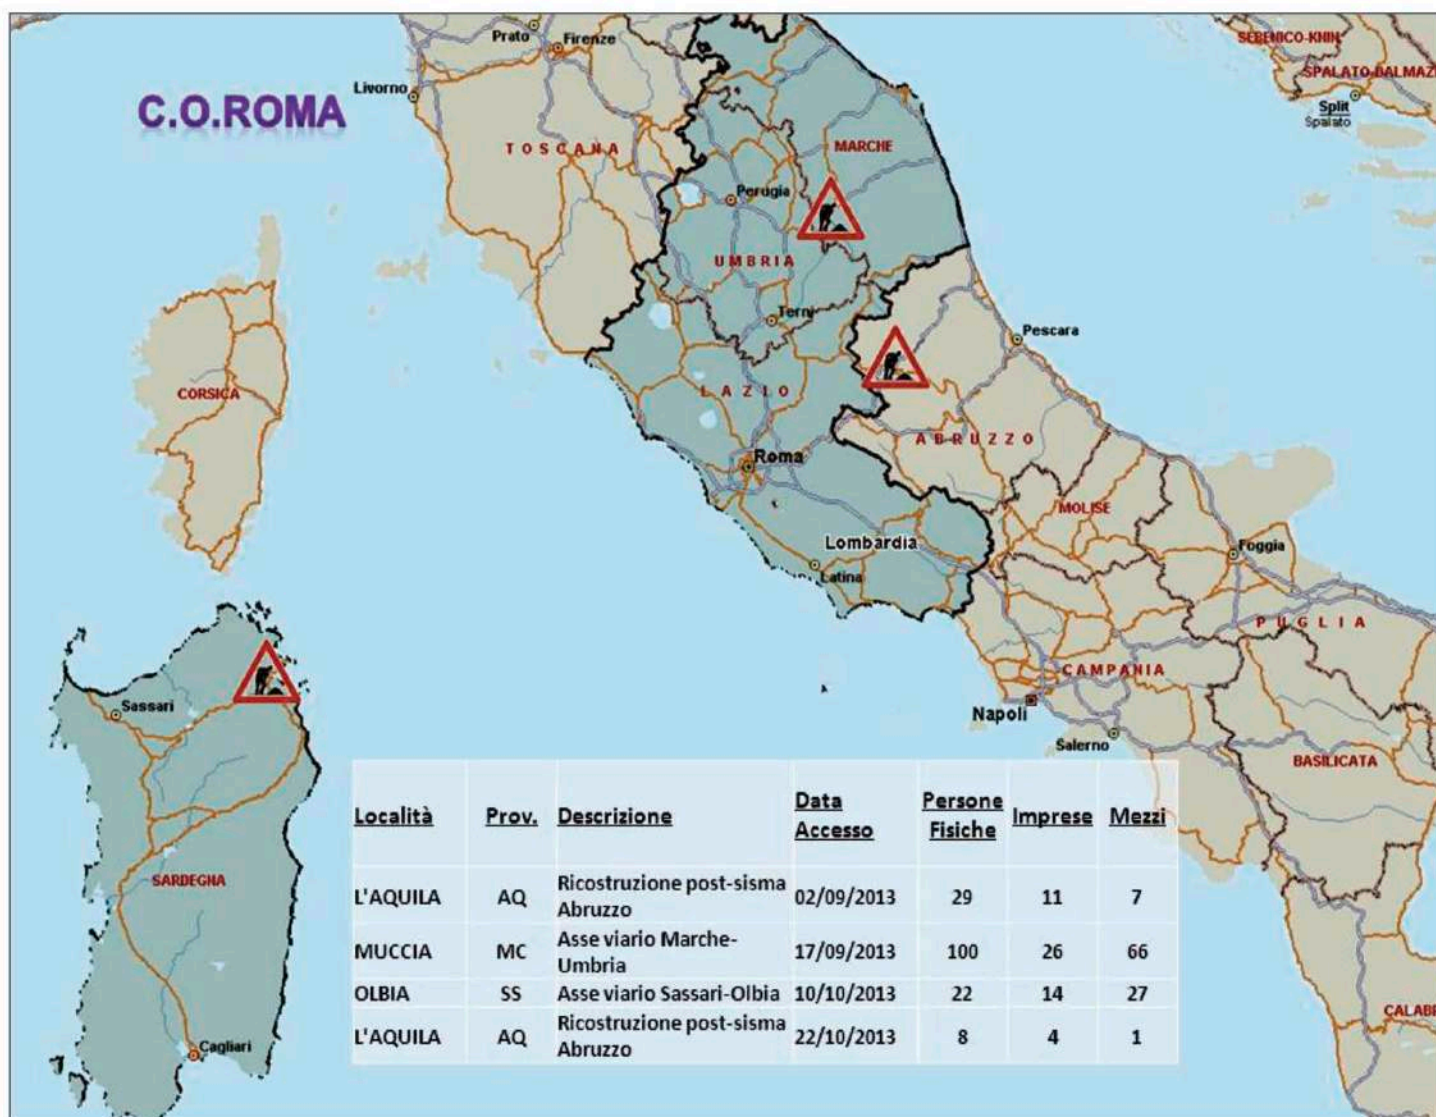 Prato
Firenze
SEBENICO-KNIN
SPALATO-DALMAZ
Livorno
Split
Spalato
C.O.ROMA
TOSCANA
MARCHE
Perugia
UMBRIA
Terni
Pescara
CORSICA
LAZIO
ABRUZZO
Roma
MOLISE
Lombardia
Foggia
Latina
PUGLIA
CAMPANIA
Sassari
Napoli
Salerno
BASILICATA
SARDEGNA
Cagliari
CALABR
Località Prov. Descrizione Data Accesso Persone Fisiche Imprese Mezzi
L'AQUILA AQ Ricostruzione post-sisma Abruzzo 02/09/2013 29 11 7
MUCCIA MC Asse viario Marche-Umbria 17/09/2013 100 26 66
OLBIA SS Asse viario Sassari-Olbia 10/10/2013 22 14 27
L'AQUILA AQ Ricostruzione post-sisma Abruzzo 22/10/2013 8 4 1